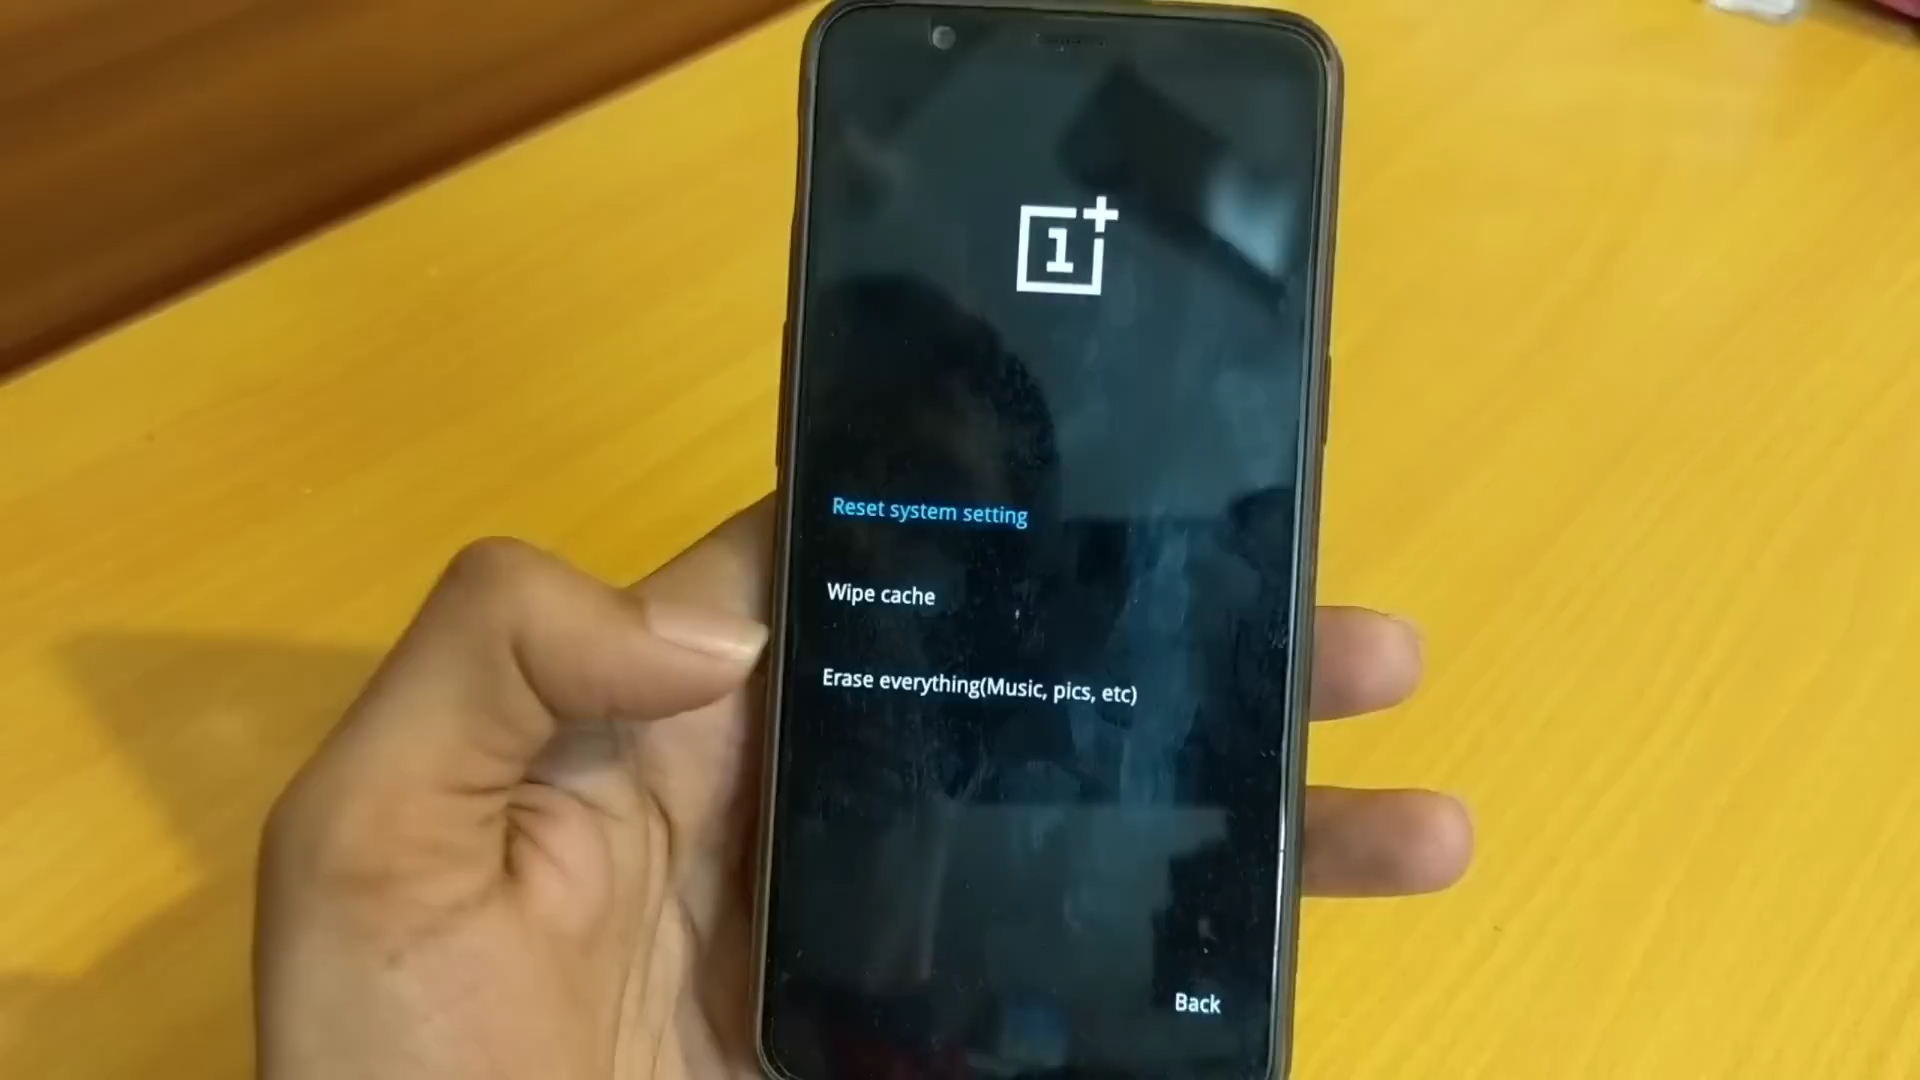 1+
Reset system setting
Wipe cache
Erase everything(Music, pics, etc)
Back